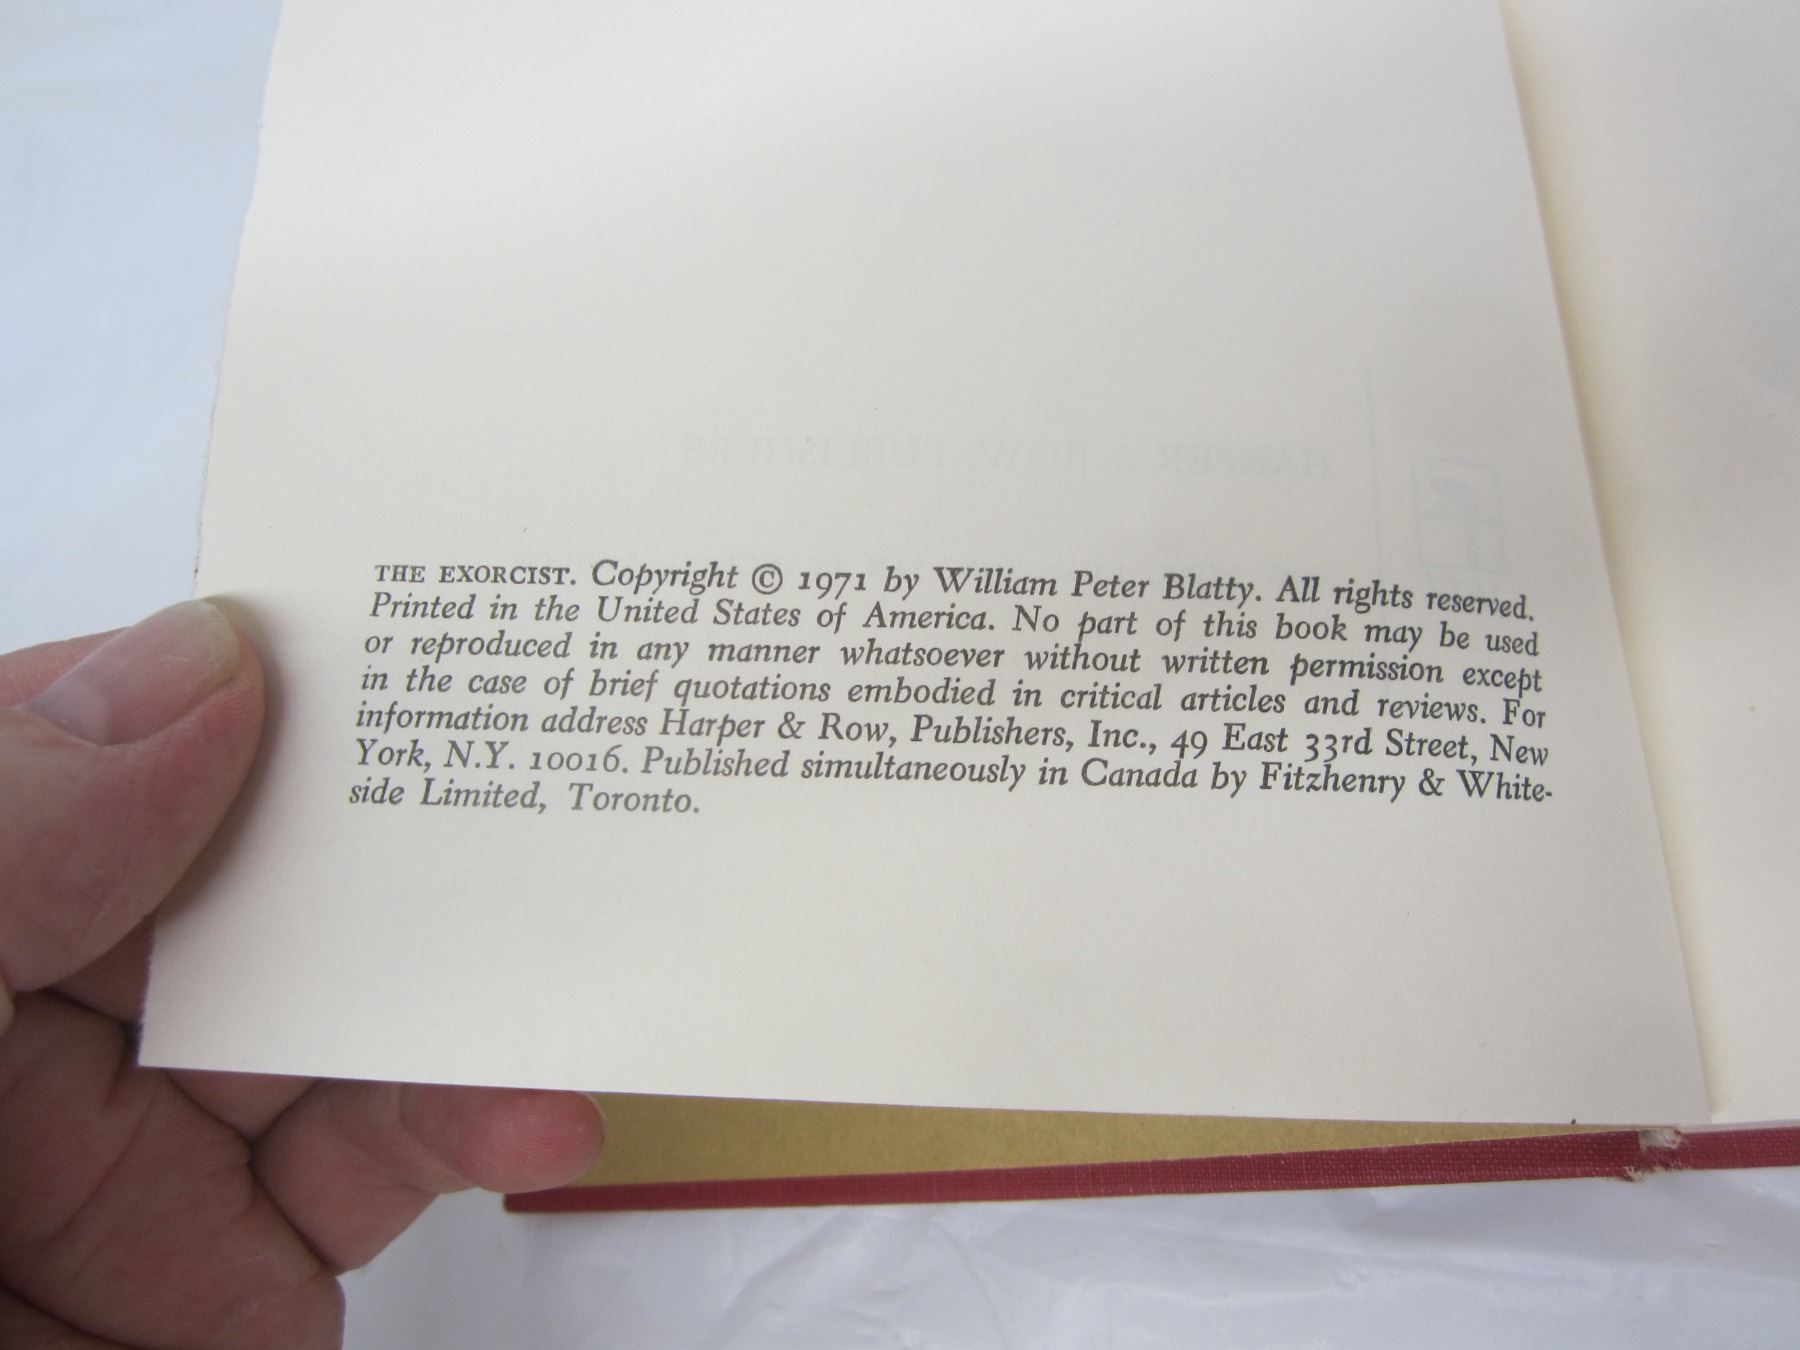 THE EXORCIST. Copyright © 1971 by William Peter Blatty. All rights reserved.
Printed in the United States of America. No part of this book may be used
or reproduced in any manner whatsoever without written permission except
in the case of brief quotations embodied in critical articles and reviews. For
information address Harper & Row, Publishers, Inc., 49 East 33rd Street, New
York, N.Y. 10016. Published simultaneously in Canada by Fitzhenry & White-
side Limited, Toronto.